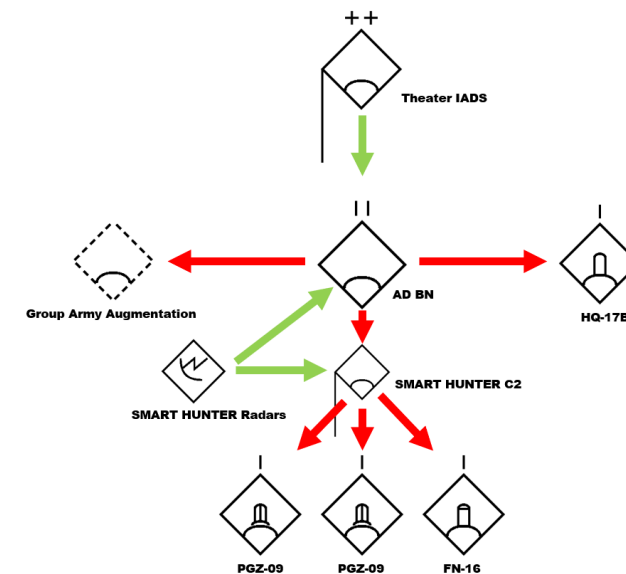 ++
Theater IADS
II
I
AD BN
Group Army Augmentation
HQ-17E
SMART HUNTER C2
SMART HUNTER Radars
I
I
I
PGZ-09
PGZ-09
FN-16